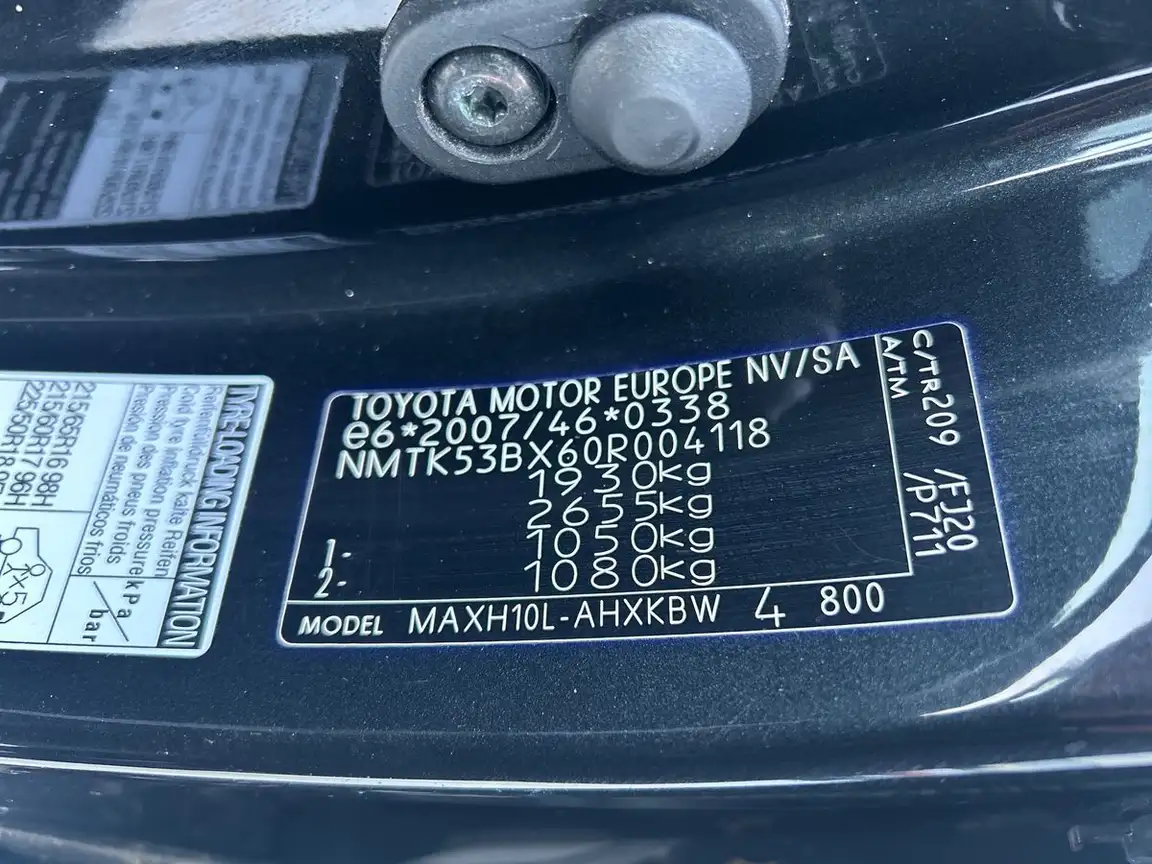 TOYOTA MOTOR EUROPE NV/SA
e6*2007/46*0338
NMTK53BX60R004118
1930kg
2655kg
1- 1050kg
2- 1080kg
MODEL MAXH10L-AHXKBW 4 800
C/TR209 /EJ20
A/TM /P711
TYRE LOADING INFORMATION
Reifenfülldruck kalte Reifen
Cold tyre inflation pressure
Pression des pneus froids
Presión de neumáticos fríos
kPa/
bar
215/65R16 98H
215/60R17 96H
x5